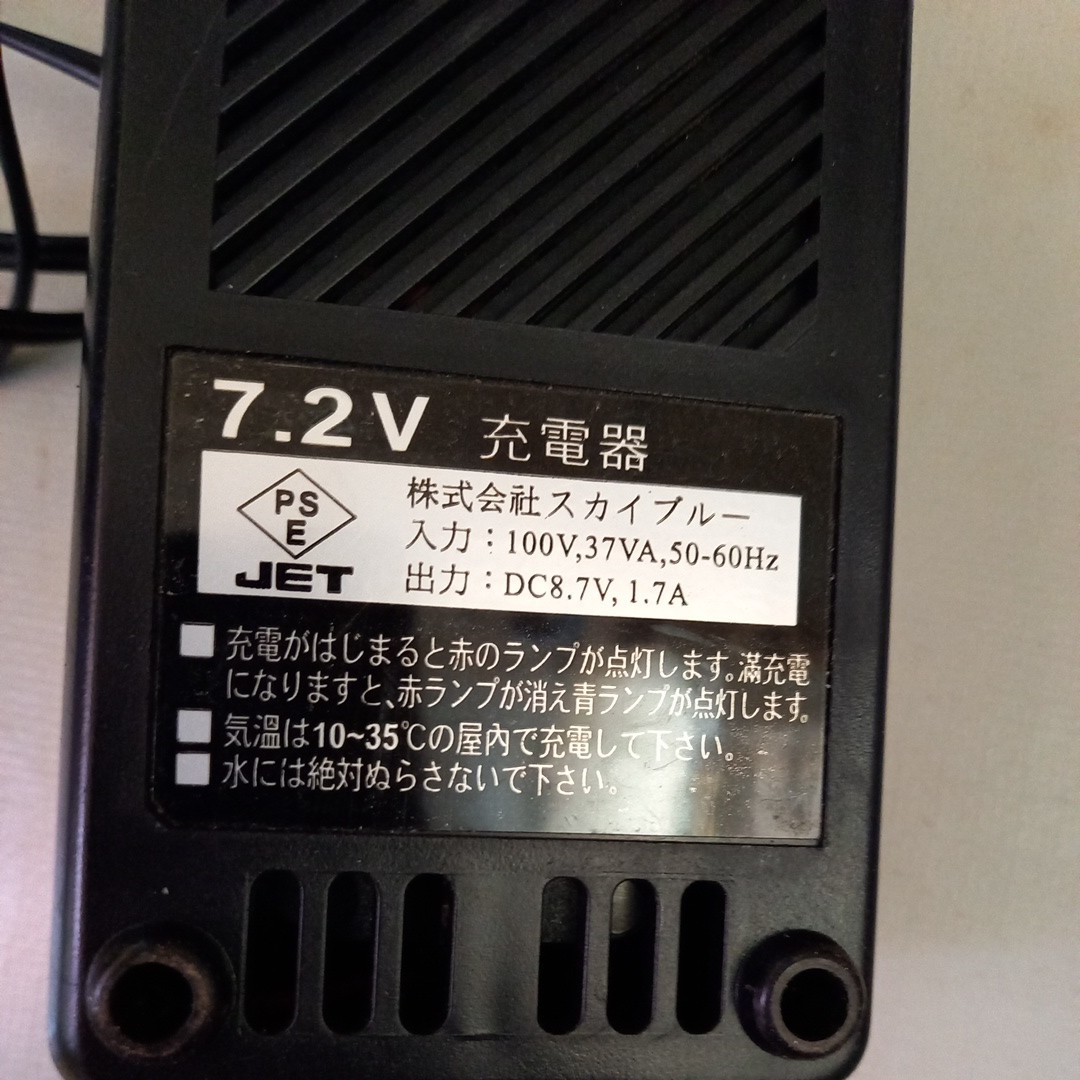 7.2V 充電器
PS
E
JET
株式会社スカイブルー
入力：100V,37VA,50-60Hz
出力：DC8.7V, 1.7A
充電がはじまると赤のランプが点灯します。滿充電
になりますと、赤ランプが消え青ランプが点灯します。
気温は10~35℃の屋内で充電して下さい。
水には絶対ぬらさないで下さい。